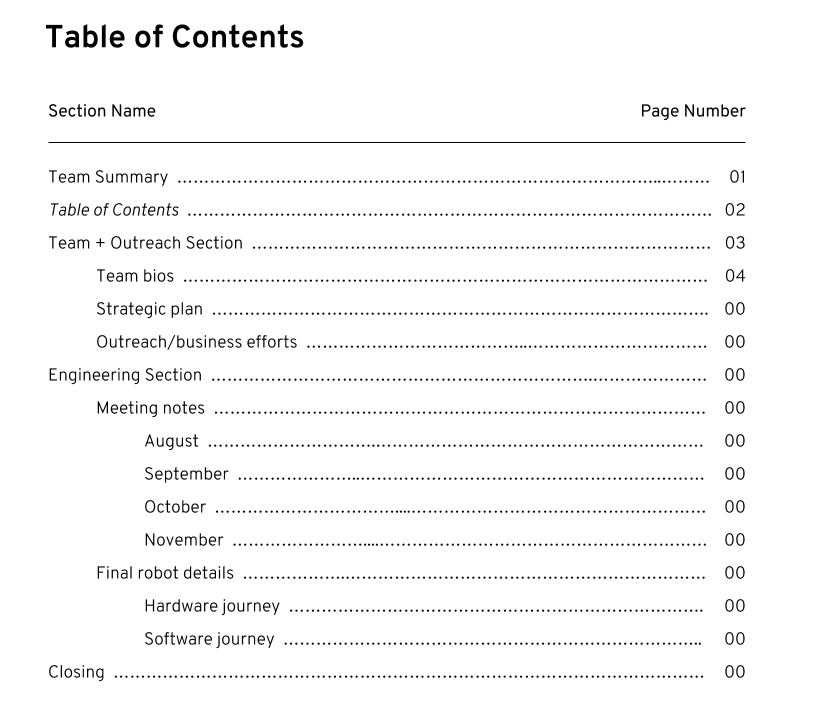 Table of Contents
Section Name Page Number
Team Summary ........................................................................................................ 01
Table of Contents ........................................................................................................ 02
Team + Outreach Section ............................................................................................ 03
Team bios ........................................................................................................ 04
Strategic plan .................................................................................................... 00
Outreach/business efforts ................................................................................ 00
Engineering Section .................................................................................................... 00
Meeting notes .................................................................................................... 00
August .................................................................................................... 00
September .............................................................................................. 00
October .................................................................................................. 00
November ............................................................................................... 00
Final robot details .............................................................................................. 00
Hardware journey .................................................................................... 00
Software journey ..................................................................................... 00
Closing ........................................................................................................................ 00